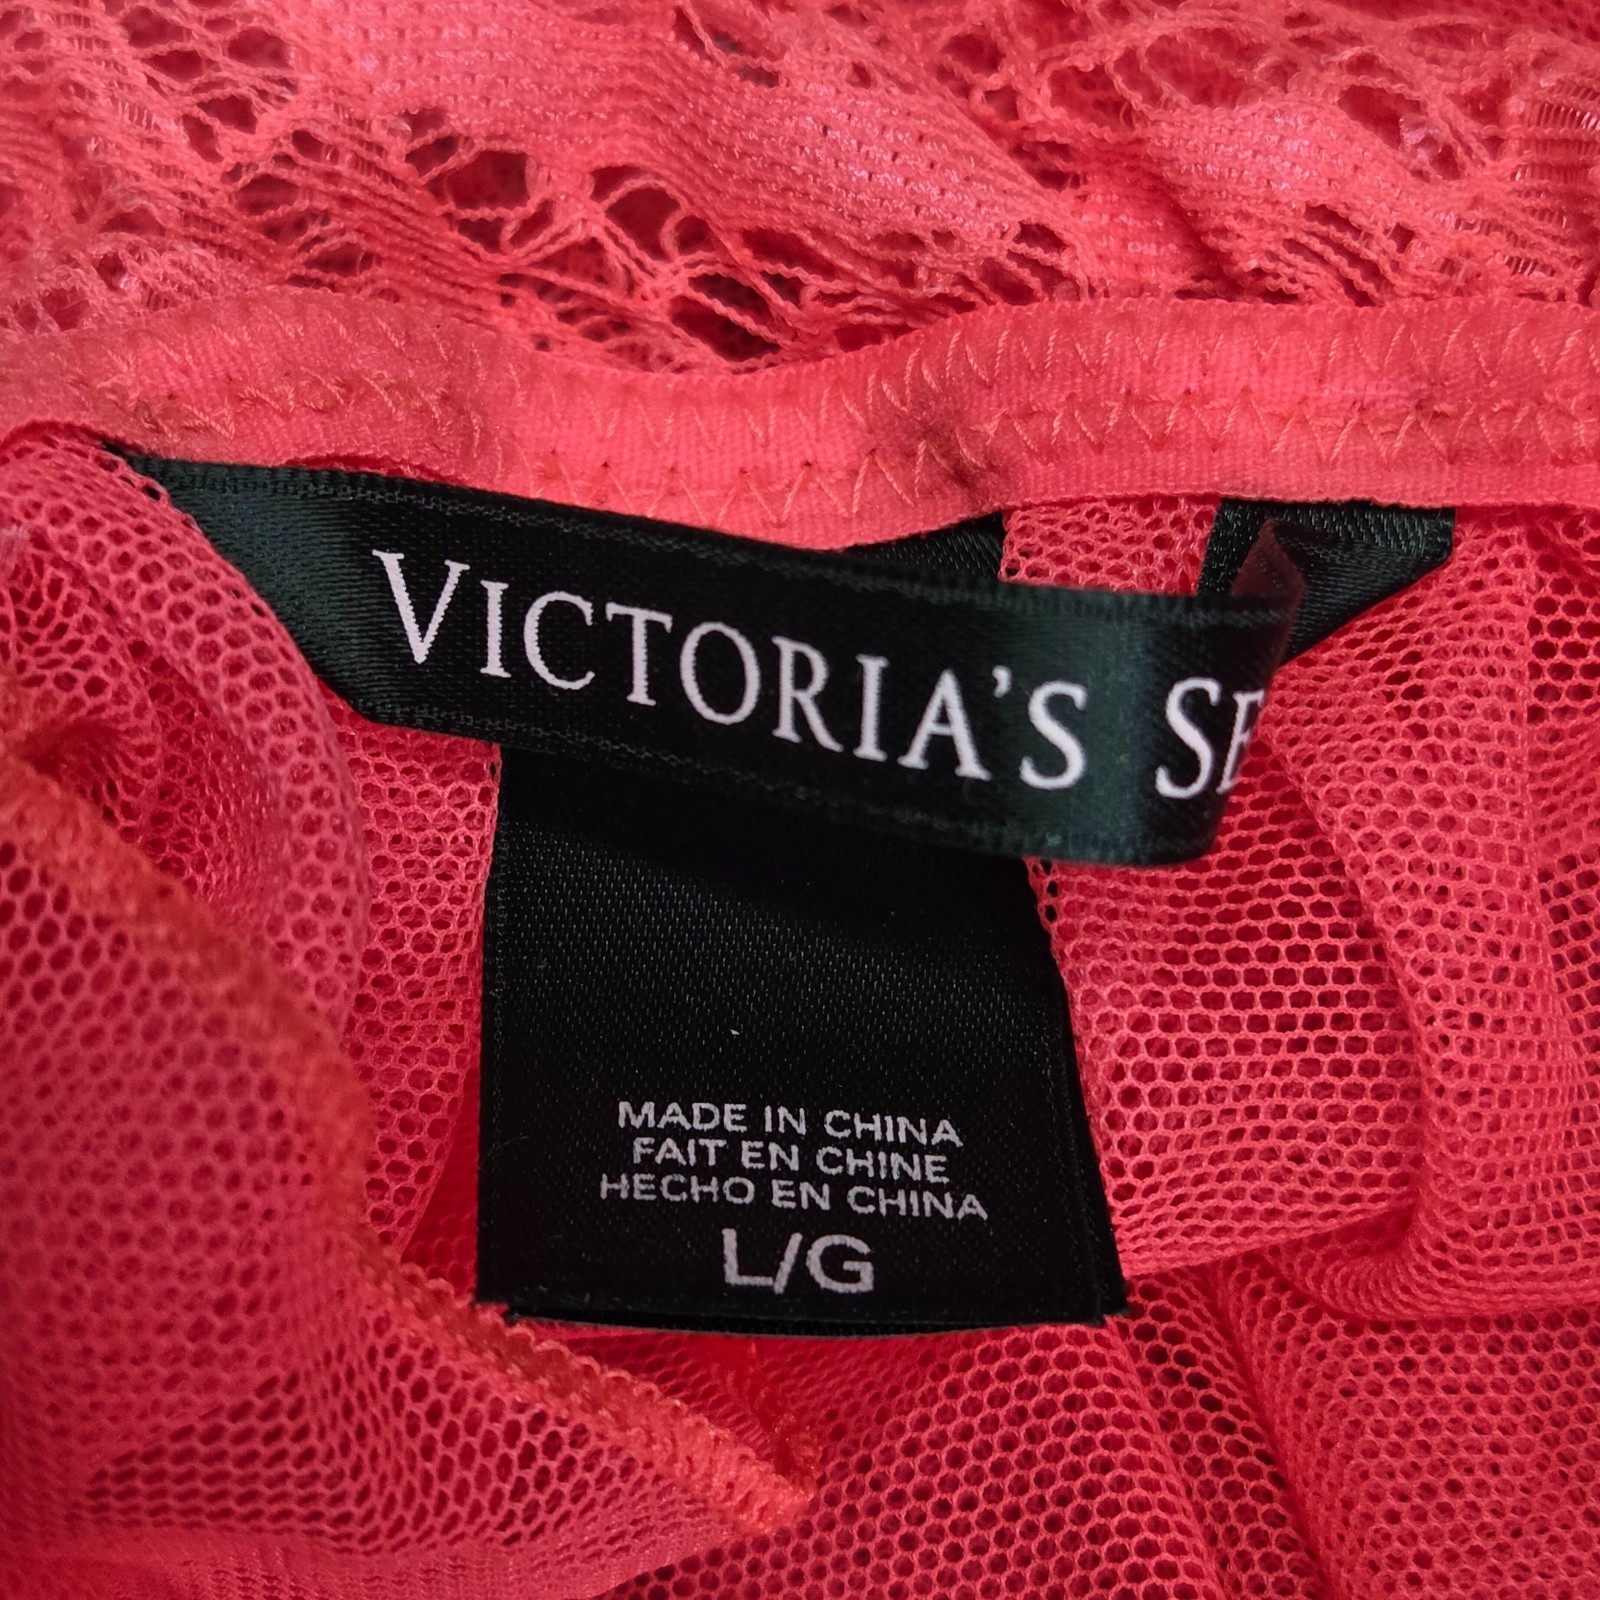 VICTORIA'S SE
MADE IN CHINA
FAIT EN CHINE
HECHO EN CHINA
L/G